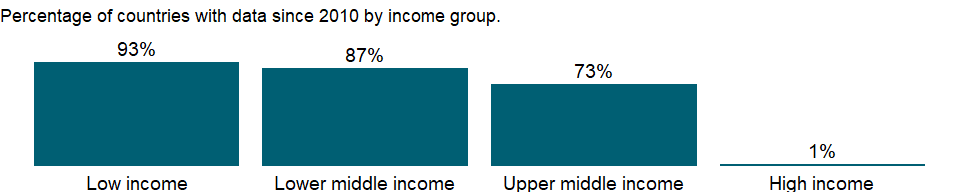 Percentage of countries with data since 2010 by income group.
93%
87%
73%
1%
Low income
Lower middle income
Upper middle income
High income